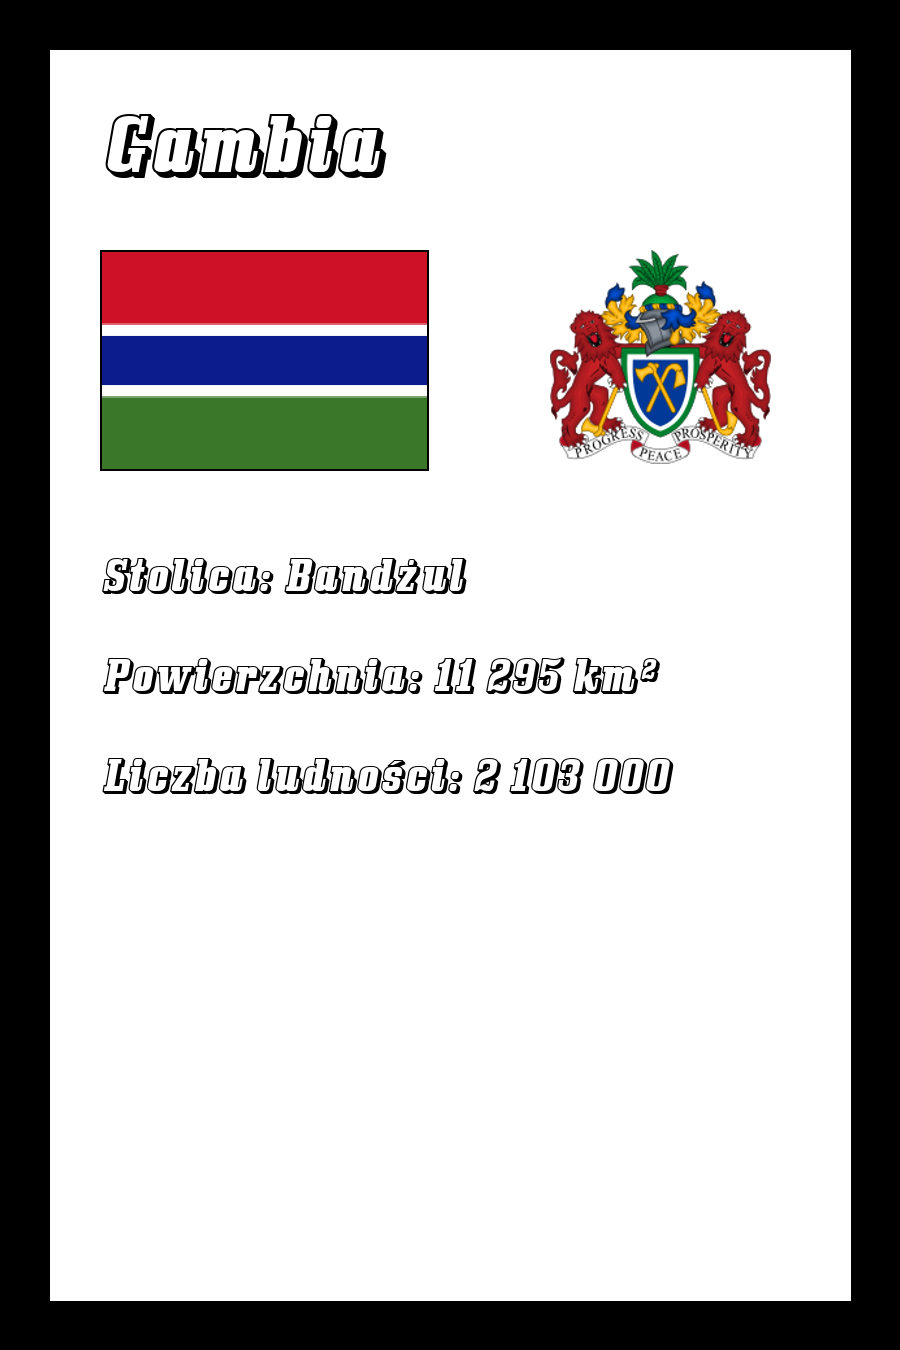 Gambia
PROGRESS PEACE PROSPERITY
Stolica: Bandżul
Powierzchnia: 11 295 km²
Liczba ludności: 2 103 000